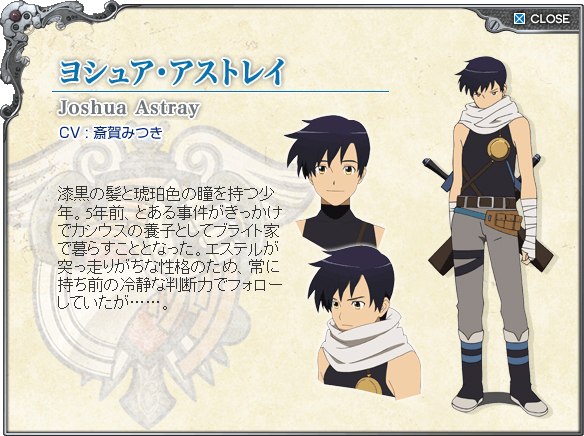 CLOSE
ヨシュア・アストレイ
Joshua Astray
CV：斎賀みつき
漆黒の髪と琥珀色の瞳を持つ少
年。5年前、とある事件がきっかけ
でカシウスの養子としてブライト家
で暮らすこととなった。エステルが
突っ走りがちな性格のため、常に
持ち前の冷静な判断力でフォロー
していたが……。